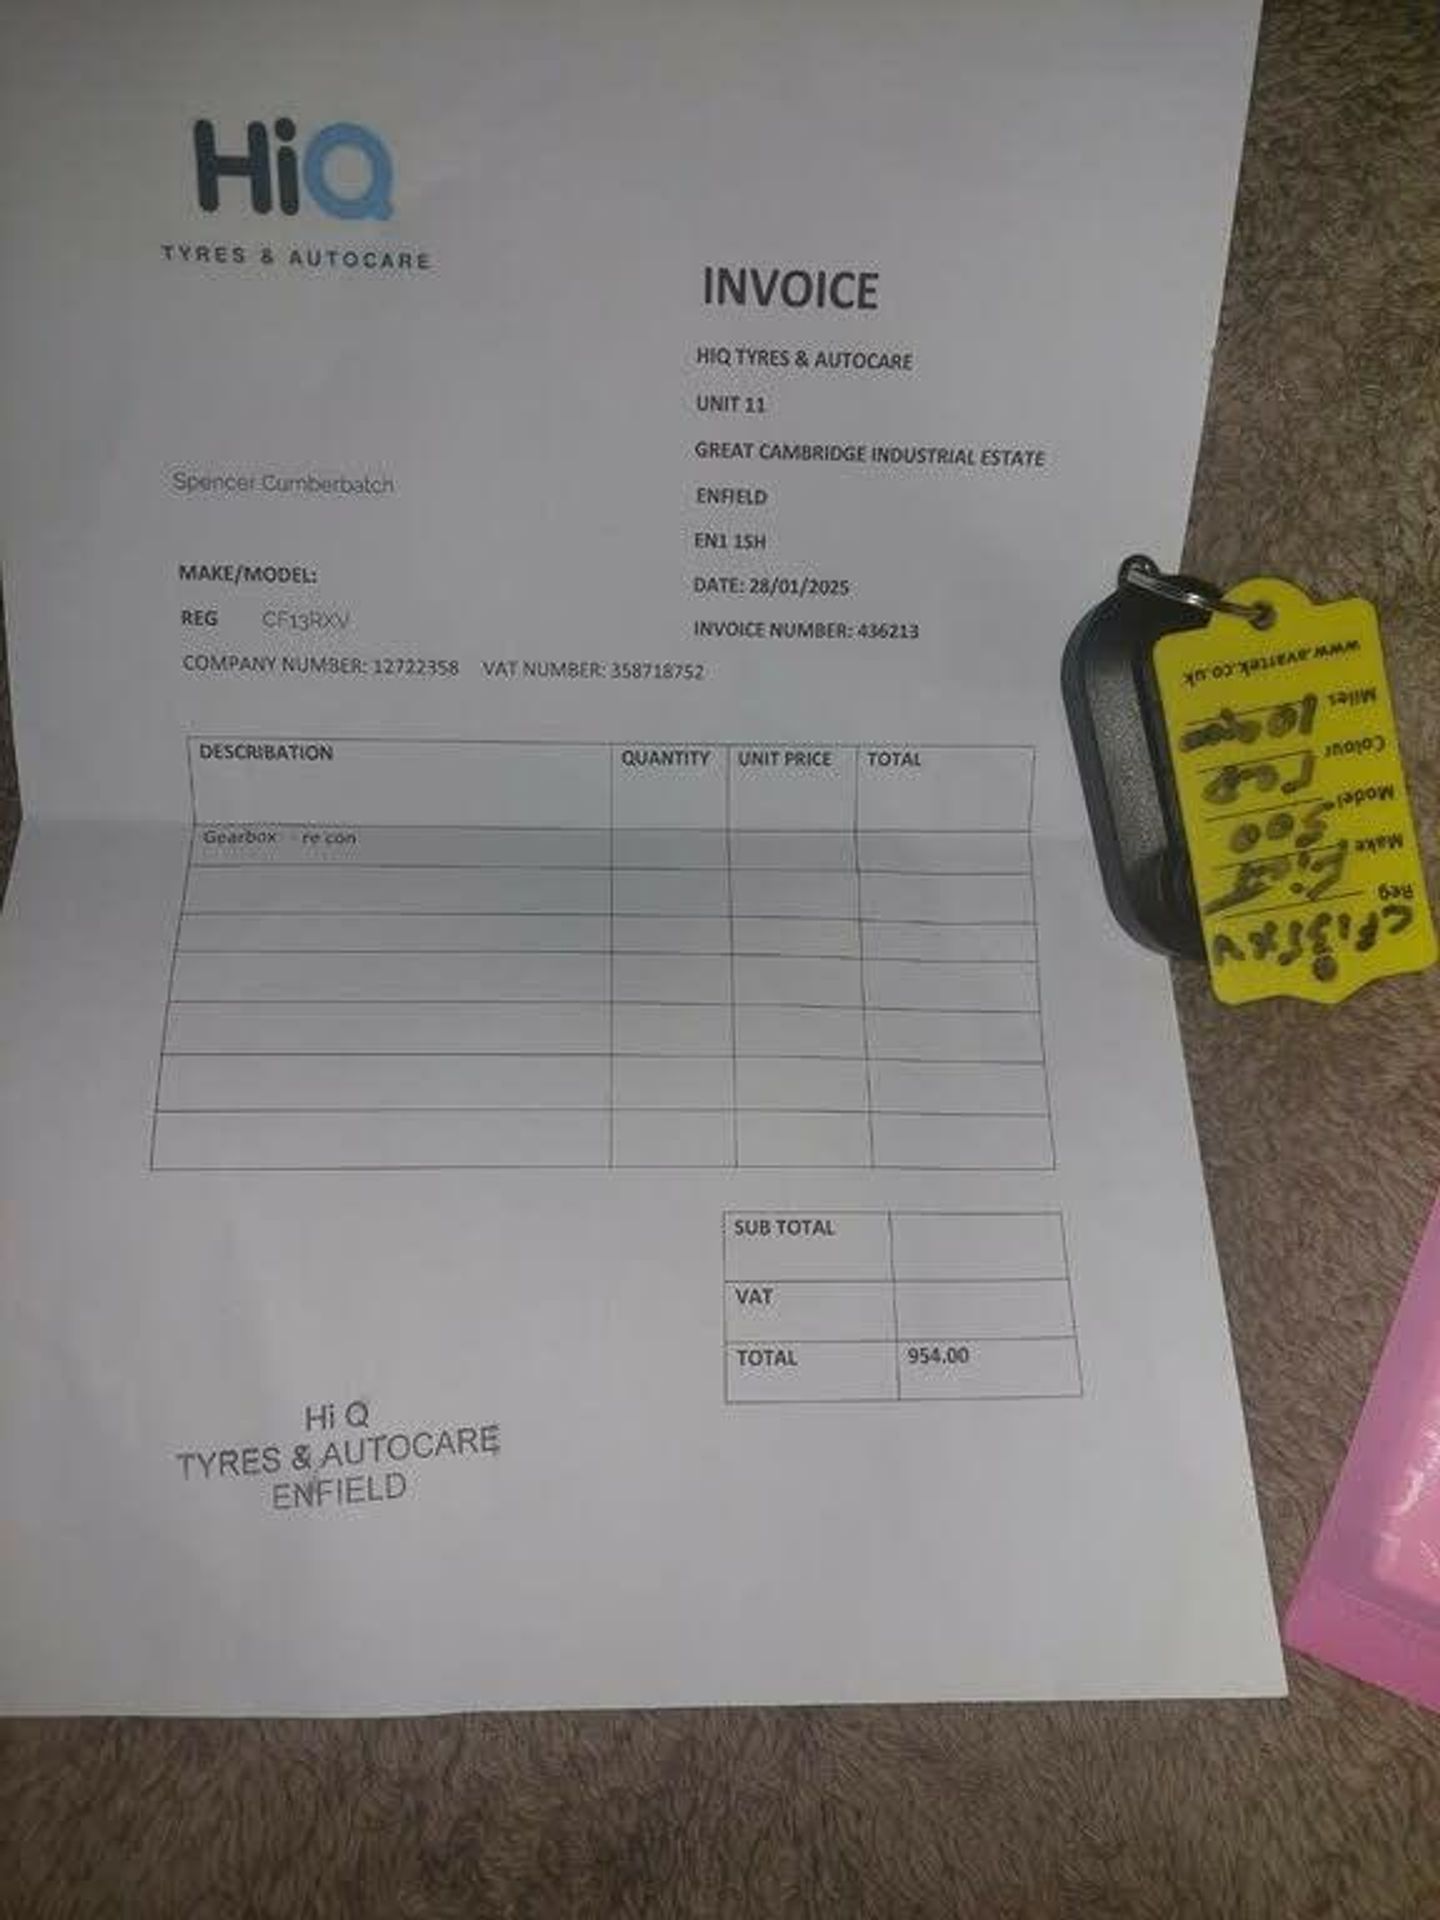 HiQ
TYRES & AUTOCARE
INVOICE
HIQ TYRES & AUTOCARE
UNIT 11
GREAT CAMBRIDGE INDUSTRIAL ESTATE
Spencer Cumberbatch
ENFIELD
EN1 1SH
MAKE/MODEL:
DATE: 28/01/2025
REG CF13RXV
INVOICE NUMBER: 436213
COMPANY NUMBER: 12722358 VAT NUMBER: 358718752
DESCRIBATION QUANTITY UNIT PRICE TOTAL
Gearbox re con
SUB TOTAL
VAT
TOTAL 954.00
Hi Q
TYRES & AUTOCARE
ENFIELD
Reg
Make Fiat
Model 500
Colour red
Miles
www.avartek.co.uk